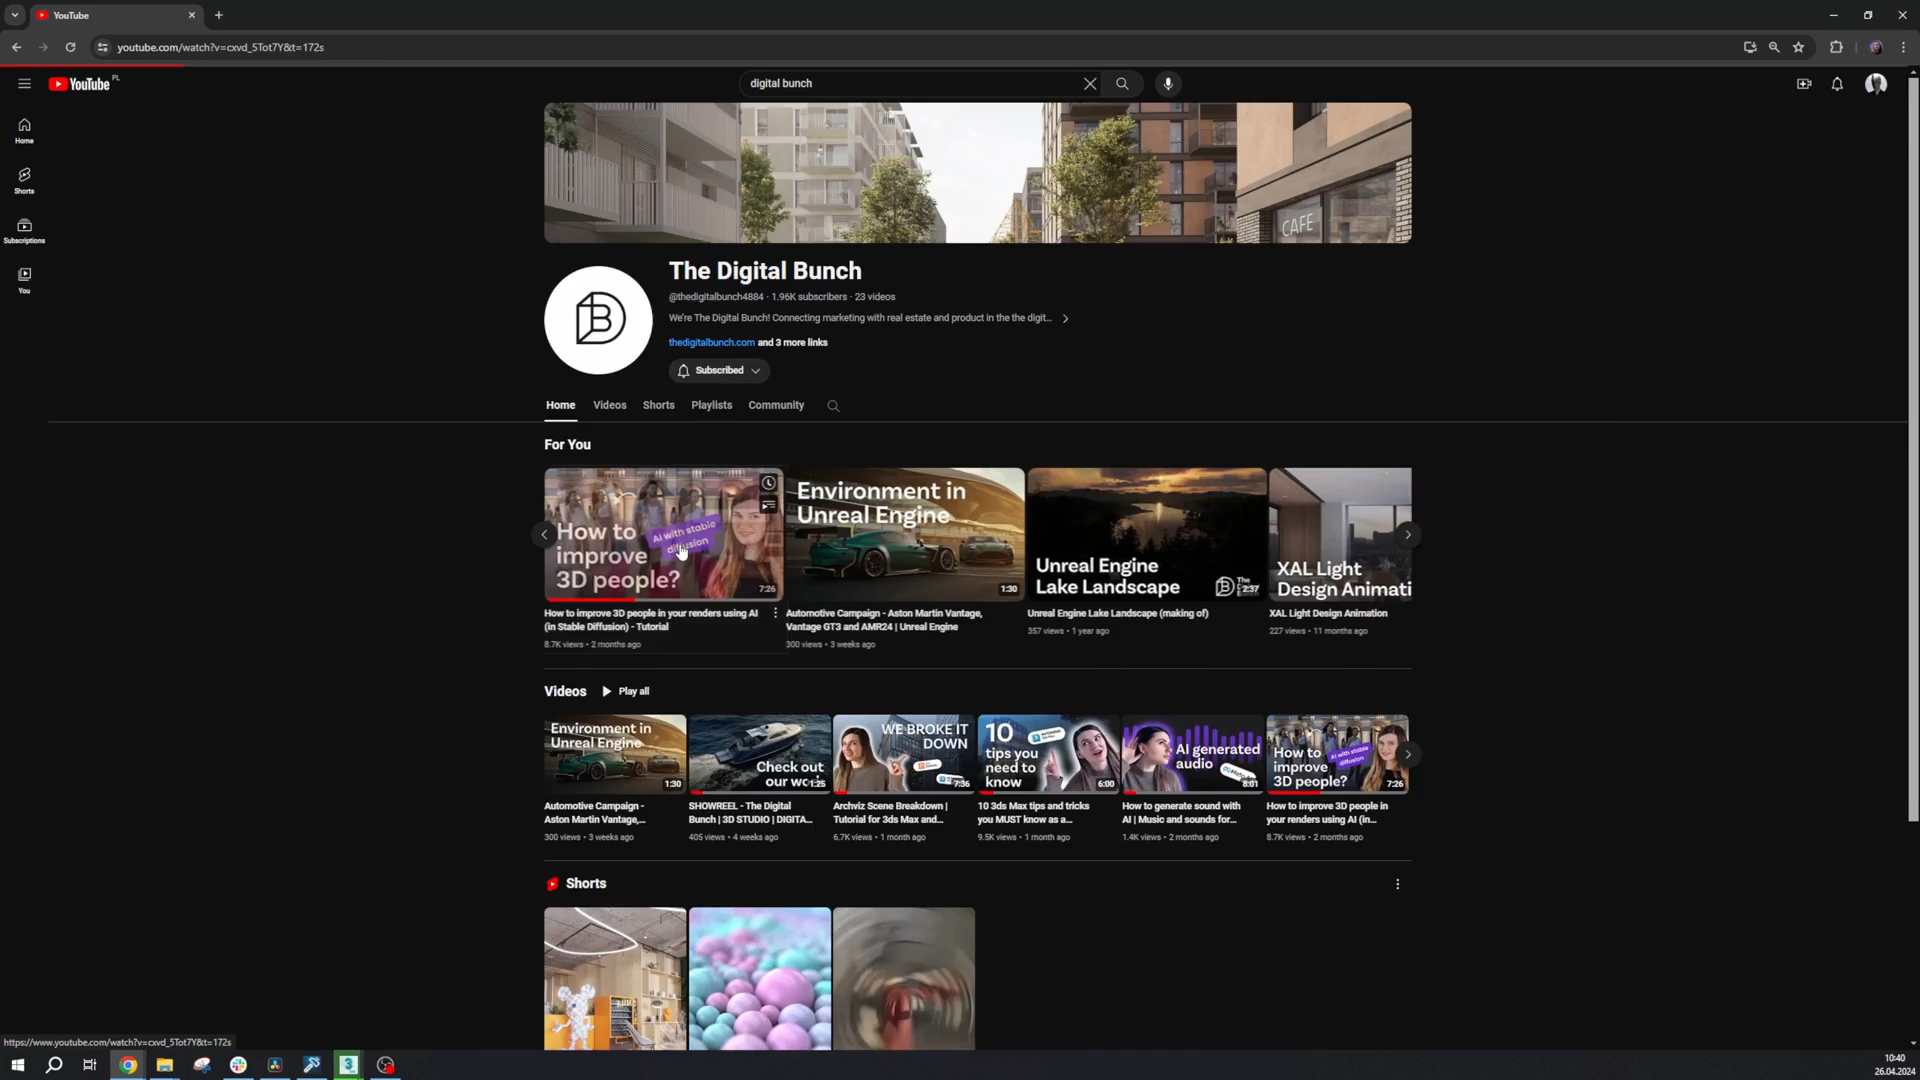 YouTube
youtube.com/watch?v=cxvd_5Tot7Y&t=172s
YouTube PL
digital bunch
Home
Shorts
Subscriptions
You
CAFE
The Digital Bunch
@thedigitalbunch4884 · 1.96K subscribers · 23 videos
We're The Digital Bunch! Connecting marketing with real estate and product in the the digit...
thedigitalbunch.com and 3 more links
Subscribed
Home Videos Shorts Playlists Community
For You
How to
improve
3D people?
AI with stable
diffusion
7:26
Environment in
Unreal Engine
1:30
Unreal Engine
Lake Landscape
The
2:37
XAL Light
Design Animati
How to improve 3D people in your renders using AI
(in Stable Diffusion) - Tutorial
8.7K views • 2 months ago
Automotive Campaign - Aston Martin Vantage,
Vantage GT3 and AMR24 | Unreal Engine
300 views • 3 weeks ago
Unreal Engine Lake Landscape (making of)
357 views • 1 year ago
XAL Light Design Animation
227 views • 11 months ago
Videos Play all
Environment in
Unreal Engine
1:30
Check out
our wo
1:25
WE BROKE IT
DOWN
7:36
10
tips you
need to
know
6:00
AI generated
audio
8:01
How to
improve
3D people?
AI with stable
diffusion
7:26
Automotive Campaign -
Aston Martin Vantage,...
300 views • 3 weeks ago
SHOWREEL - The Digital
Bunch | 3D STUDIO | DIGITA...
405 views • 4 weeks ago
Archviz Scene Breakdown |
Tutorial for 3ds Max and...
6.7K views • 1 month ago
10 3ds Max tips and tricks
you MUST know as a...
9.5K views • 1 month ago
How to generate sound with
AI | Music and sounds for...
1.4K views • 2 months ago
How to improve 3D people in
your renders using AI (in...
8.7K views • 2 months ago
Shorts
https://www.youtube.com/watch?v=cxvd_5Tot7Y&t=172s
3
10:40
26.04.2024